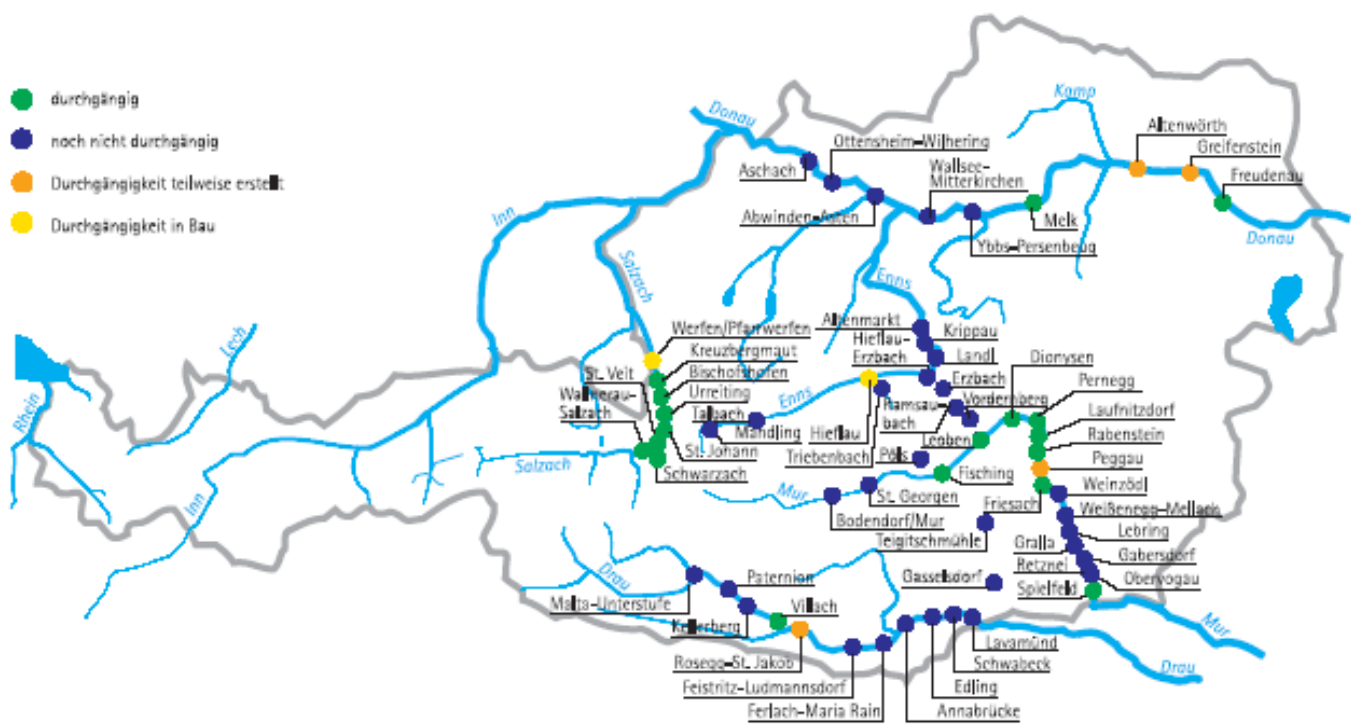 durchgängig
noch nicht durchgängig
Durchgängigkeit teilweise erstellt
Durchgängigkeit in Bau
Donau
Kamp
Ottensheim-Wilhering
Altenwörth
Greifenstein
Aschach
Wallsee-
Mitterkirchen
Freudenau
Abwinden-Asten
Melk
Ybbs-Persenbeug
Donau
Inn
Salzach
Enns
Lech
Rhein
Inn
Werfen/Pfarrwerfen
Kreuzbergmaut
St. Veit
Bischofshofen
Wallnerau-
Salzach
Urreiting
Talbach
Mandling
St. Johann
Schwarzach
Salzach
Altenmarkt
Krippau
Hieflau-
Erzbach
Landl
Enns
Erzbach
Ramsau-
bach
Vordernberg
Hieflau
Triebenbach
Leoben
Pöls
Dionysen
Pernegg
Laufnitzdorf
Rabenstein
Peggau
Fisching
Weinzödl
Mur
St. Georgen
Friesach
Bodendorf/Mur
Weißenegg-Mellach
Teigitschmühle
Lebring
Gralla
Gabersdorf
Retznei
Obervogau
Gasselsdorf
Spielfeld
Drau
Paternion
Malta-Unterstufe
Villach
Kellerberg
Rosegg-St. Jakob
Feistritz-Ludmannsdorf
Ferlach-Maria Rain
Lavamünd
Schwabeck
Edling
Annabrücke
Mur
Drau